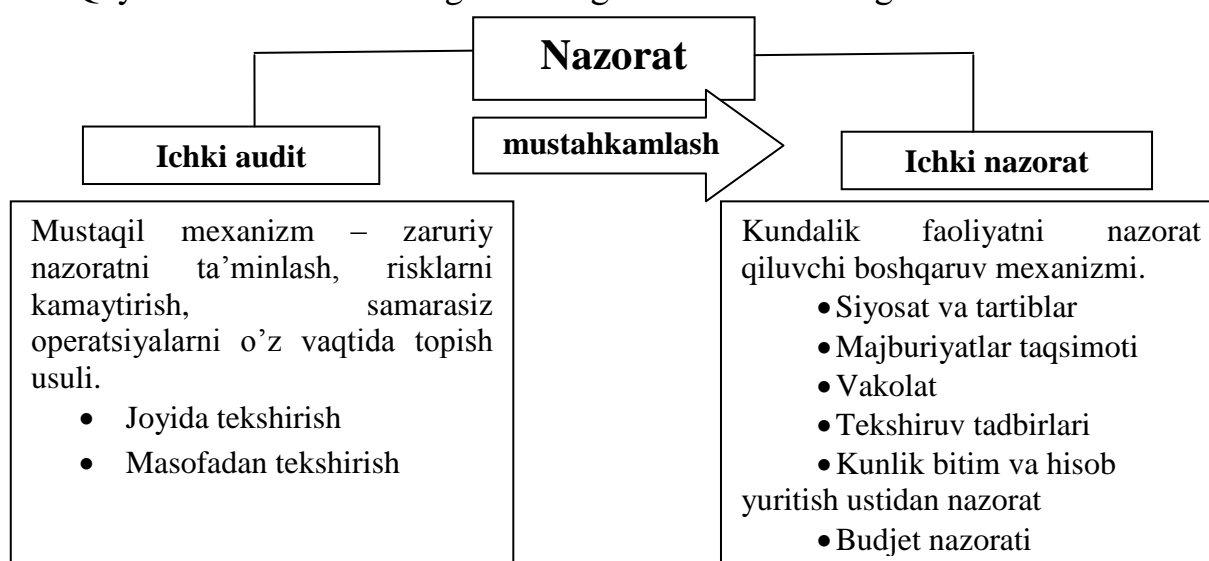 Nazorat
Ichki audit
mustahkamlash
Ichki nazorat
Mustaqil mexanizm – zaruriy
nazoratni ta’minlash, risklarni
kamaytirish, samarasiz
operatsiyalarni o’z vaqtida topish
usuli.
• Joyida tekshirish
• Masofadan tekshirish
Kundalik faoliyatni nazorat
qiluvchi boshqaruv mexanizmi.
• Siyosat va tartiblar
• Majburiyatlar taqsimoti
• Vakolat
• Tekshiruv tadbirlari
• Kunlik bitim va hisob
yuritish ustidan nazorat
• Budjet nazorati